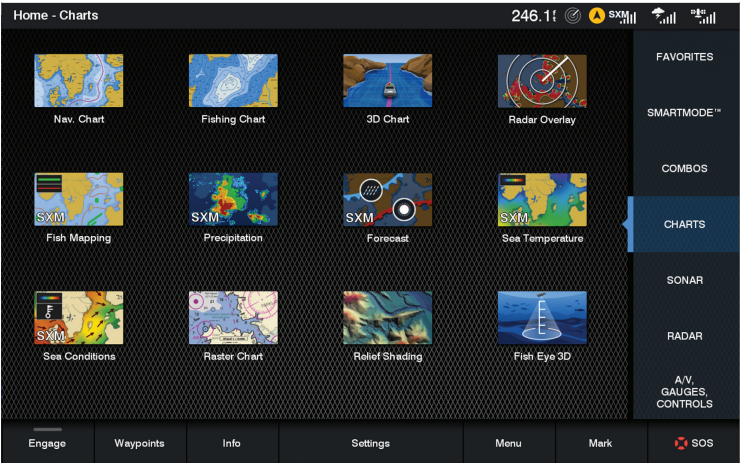 Home - Charts
246.1ft
SXM
FAVORITES
Nav. Chart
Fishing Chart
3D Chart
Radar Overlay
SMARTMODE™
COMBOS
SXM
SXM
SXM
SXM
Fish Mapping
Precipitation
Forecast
Sea Temperature
CHARTS
SONAR
SXM
Sea Conditions
Raster Chart
Relief Shading
Fish Eye 3D
RADAR
A/V,
GAUGES,
CONTROLS
Engage
Waypoints
Info
Settings
Menu
Mark
SOS